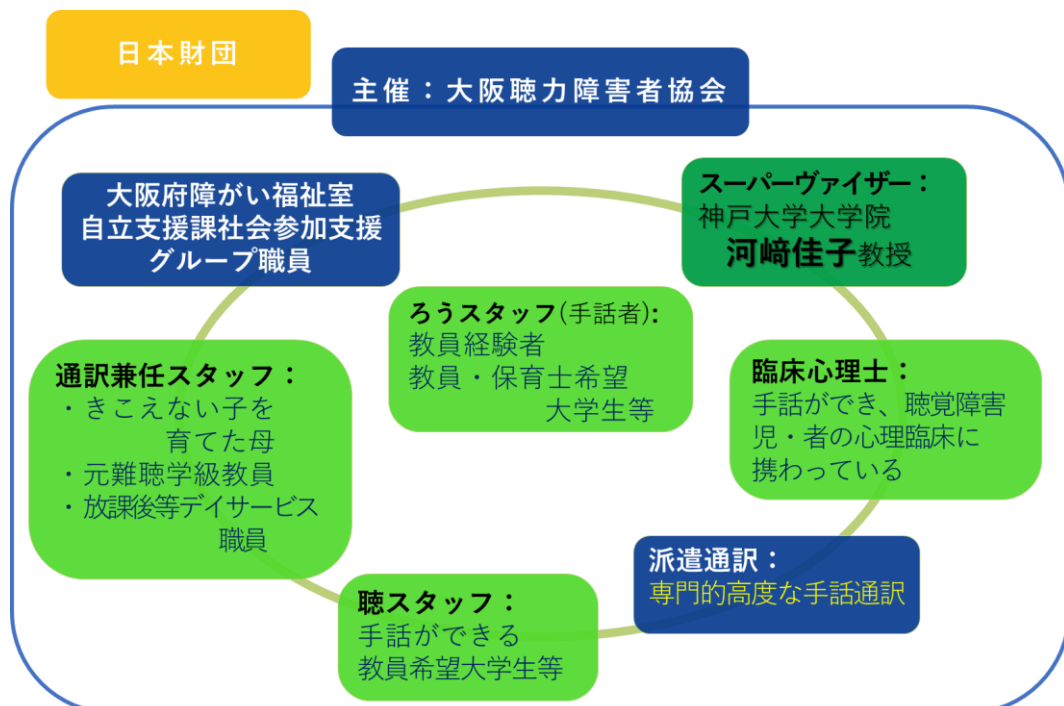 日本財団
主催：大阪聴力障害者協会
大阪府障がい福祉室
自立支援課社会参加支援
グループ職員
スーパーヴァイザー：
神戸大学大学院
河﨑佳子教授
ろうスタッフ(手話者):
教員経験者
教員・保育士希望
大学生等
通訳兼任スタッフ：
・きこえない子を
育てた母
・元難聴学級教員
・放課後等デイサービス
職員
臨床心理士：
手話ができ、聴覚障害
児・者の心理臨床に
携わっている
派遣通訳：
専門的高度な手話通訳
聴スタッフ：
手話ができる
教員希望大学生等